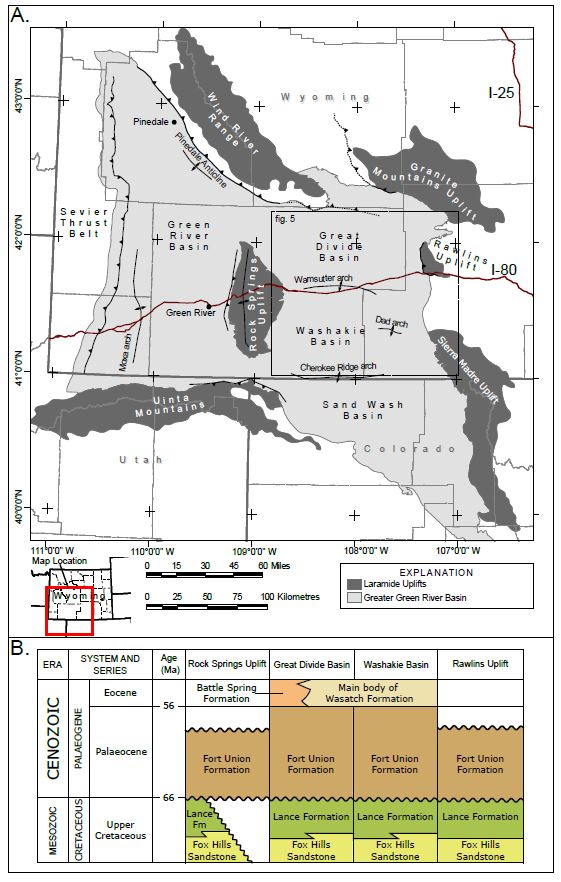 A.
I-25
Wyoming
43°0'0"N
Pinedale
Wind River
Range
Pinedale Anticline
Granite
Mountains Uplift
Sevier
Thrust
Belt
42°0'0"N
Green
River
Basin
fig. 5
Great
Divide
Basin
Rawlins
Uplift
I-80
Wamsutter arch
Rock Springs
Uplift
Green River
Dad arch
Washakie
Basin
Moxa arch
Sierra Madre Uplift
41°0'0"N
Cherokee Ridge arch
Uinta
Mountains
Sand Wash
Basin
Colorado
Utah
40°0'0"N
111°0'0" W
110°0'0" W
109°0'0" W
108°0'0" W
107°0'0" W
Map Location
Wyoming
0 15 30 45 60 Miles
0 25 50 75 100 Kilometres
EXPLANATION
Laramide Uplifts
Greater Green River Basin
B.
ERA
SYSTEM AND
SERIES
Age
(Ma)
Rock Springs Uplift
Great Divide Basin
Washakie Basin
Rawlins Uplift
CENOZOIC
PALAEOGENE
Eocene
Battle Spring
Formation
Main body of
Wasatch Formation
56
Palaeocene
Fort Union
Formation
Fort Union
Formation
Fort Union
Formation
Fort Union
Formation
66
MESOZOIC
CRETACEOUS
Upper
Cretaceous
Lance
Fm
Lance Formation
Lance Formation
Lance Formation
Fox Hills
Sandstone
Fox Hills
Sandstone
Fox Hills
Sandstone
Fox Hills
Sandstone